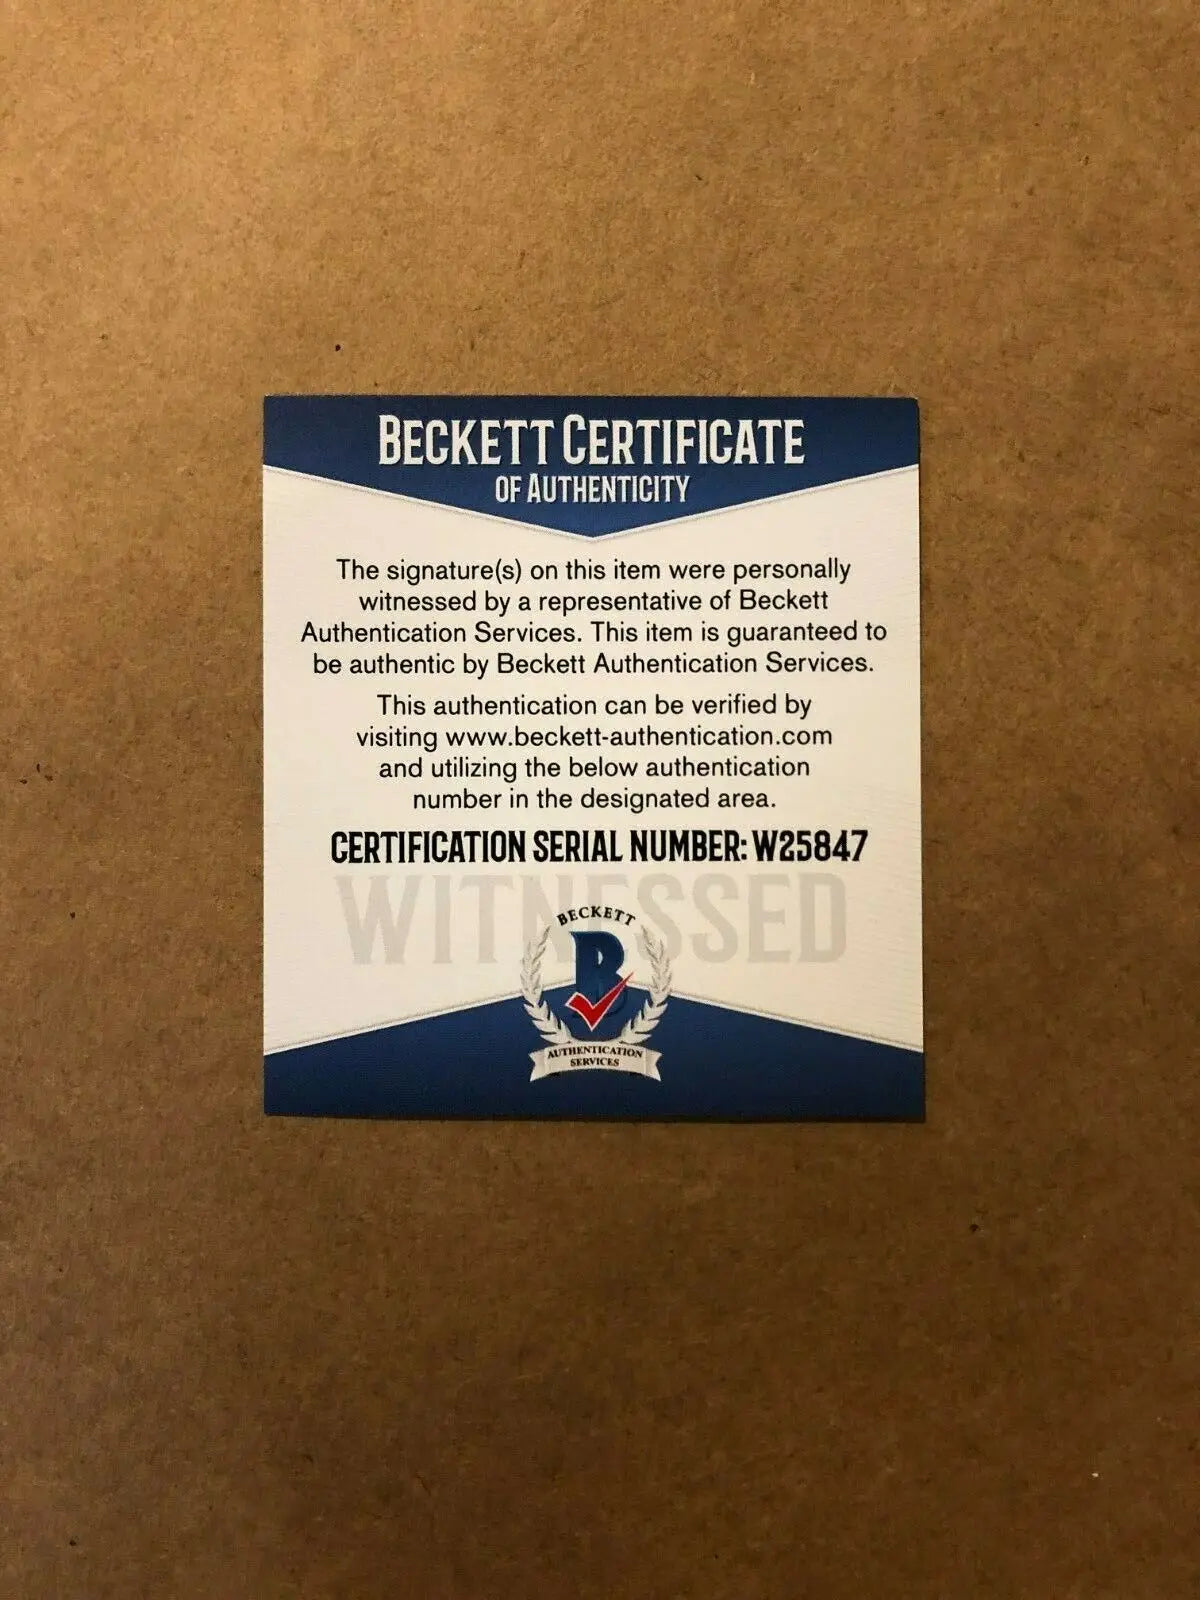 BECKETT CERTIFICATE
OF AUTHENTICITY
The signature(s) on this item were personally
witnessed by a representative of Beckett
Authentication Services. This item is guaranteed to
be authentic by Beckett Authentication Services.
This authentication can be verified by
visiting www.beckett-authentication.com
and utilizing the below authentication
number in the designated area.
CERTIFICATION SERIAL NUMBER: W25847
WITNESSED
BECKETT
B
AUTHENTICATION
SERVICES